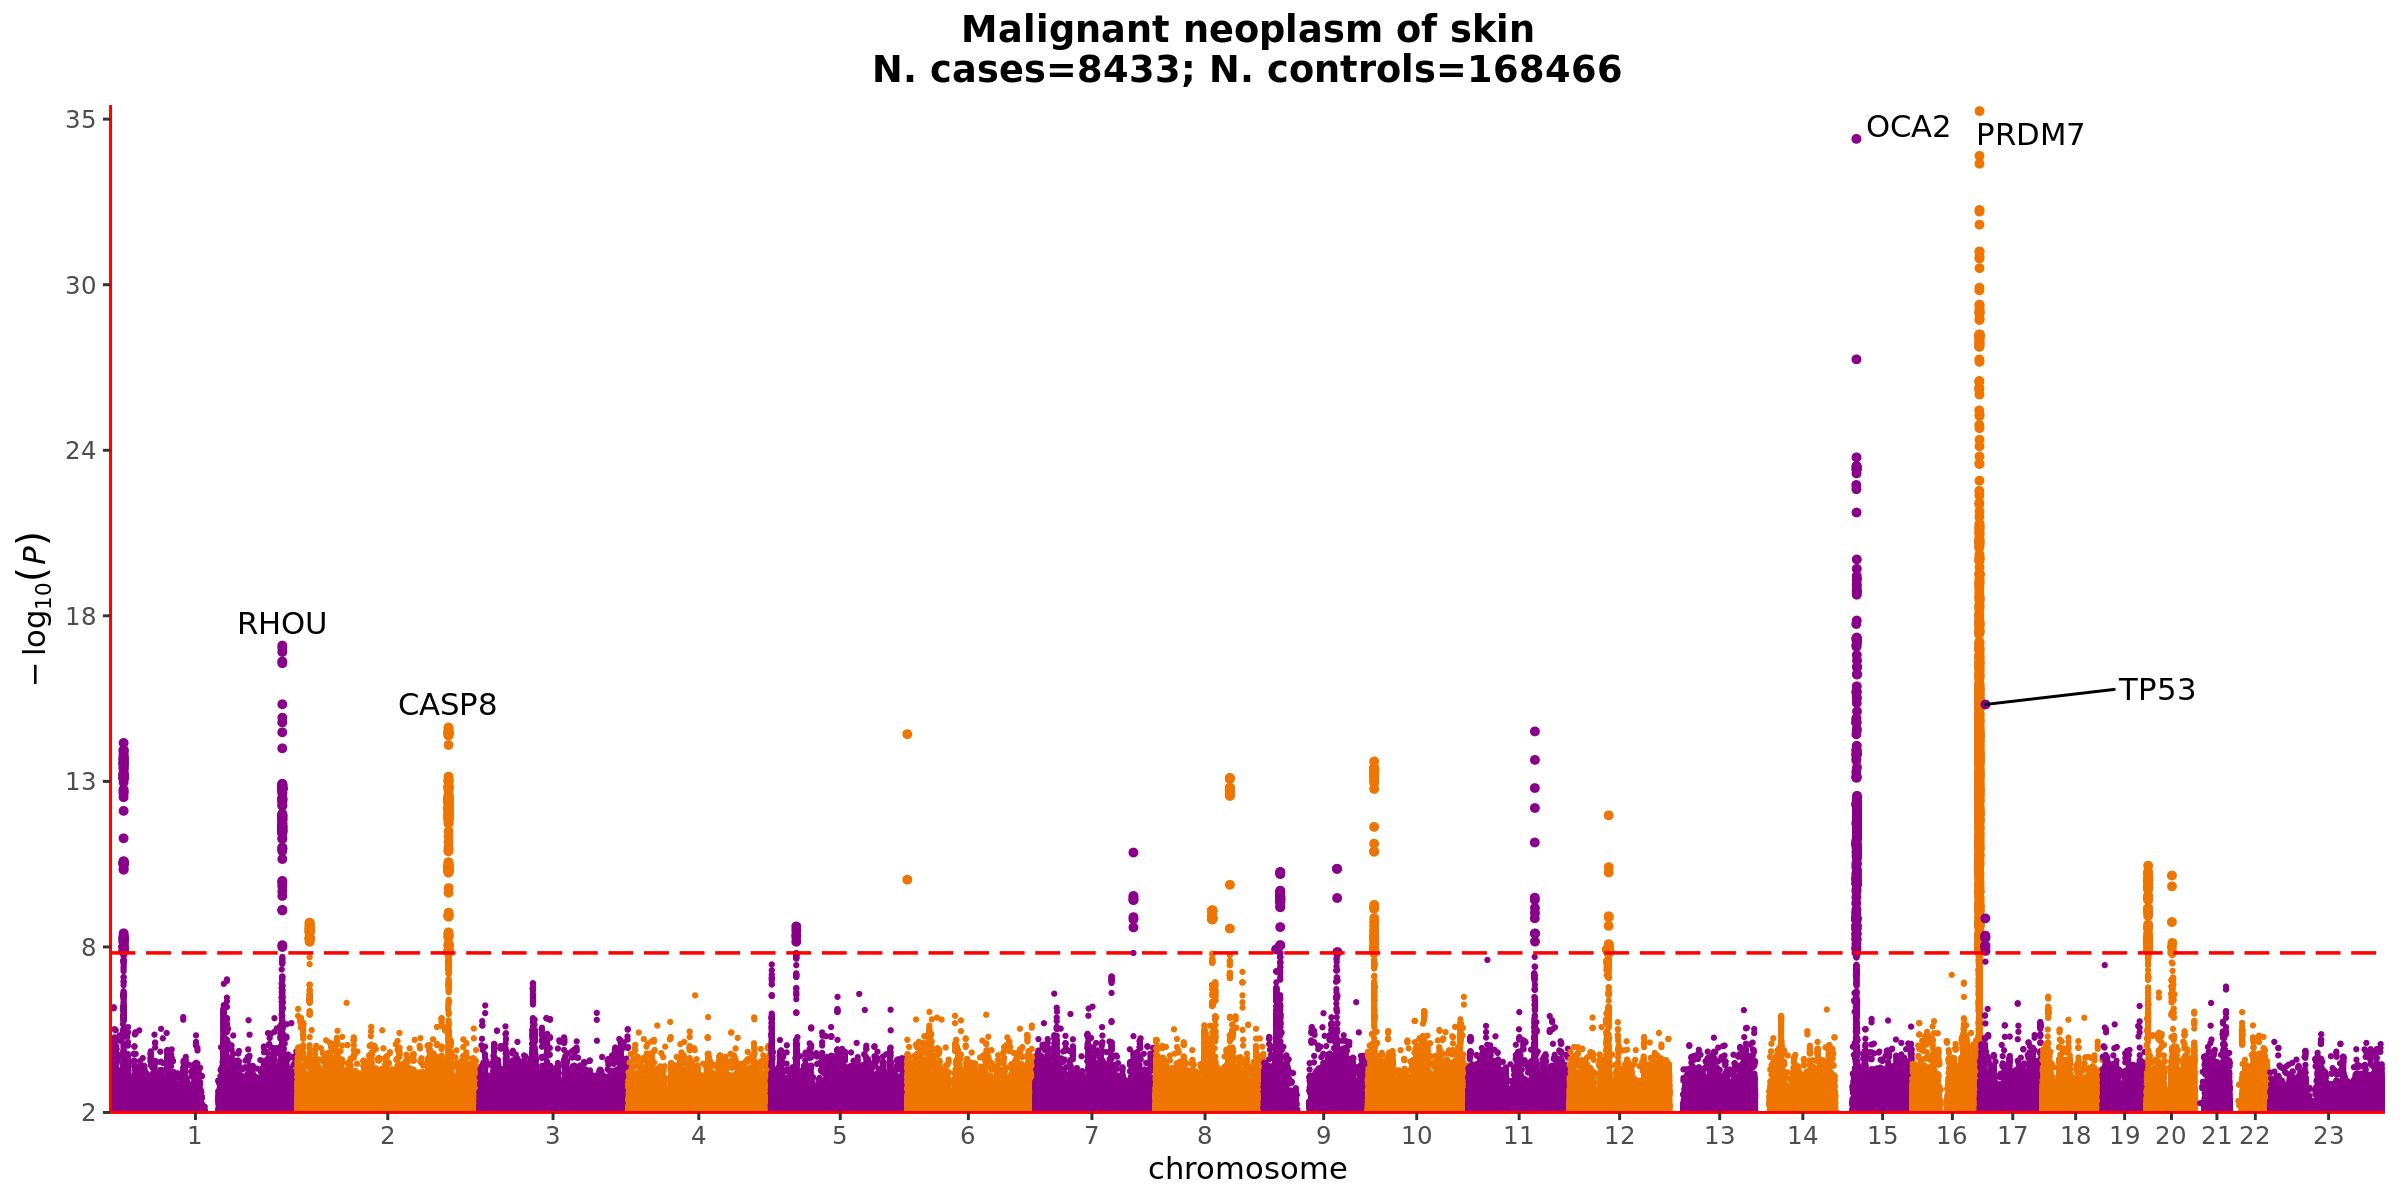 Malignant neoplasm of skin
N. cases=8433; N. controls=168466
35
30
24
18
13
8
2
− log10(P)
OCA2
PRDM7
RHOU
CASP8
TP53
1 2 3 4 5 6 7 8 9 10 11 12 13 14 15 16 17 18 19 20 21 22 23
chromosome